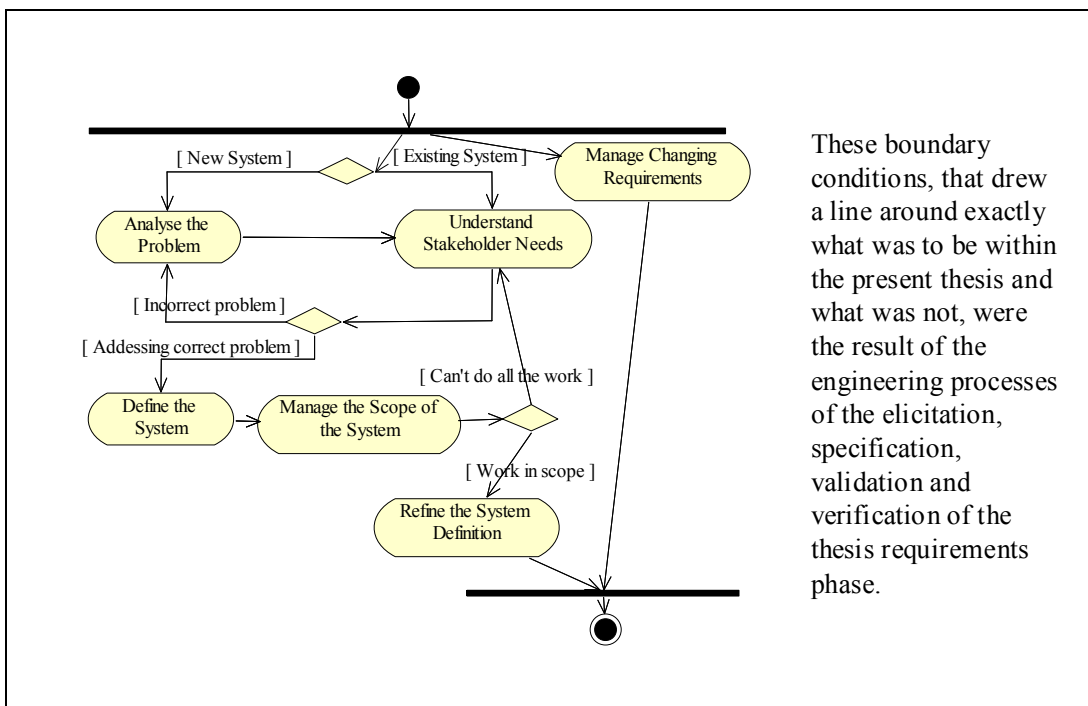 [ New System ]
[ Existing System ]
Manage Changing
Requirements
Analyse the
Problem
Understand
Stakeholder Needs
[ Incorrect problem ]
[ Addessing correct problem ]
[ Can't do all the work ]
Define the
System
Manage the Scope of
the System
[ Work in scope ]
Refine the System
Definition
These boundary
conditions, that drew
a line around exactly
what was to be within
the present thesis and
what was not, were
the result of the
engineering processes
of the elicitation,
specification,
validation and
verification of the
thesis requirements
phase.